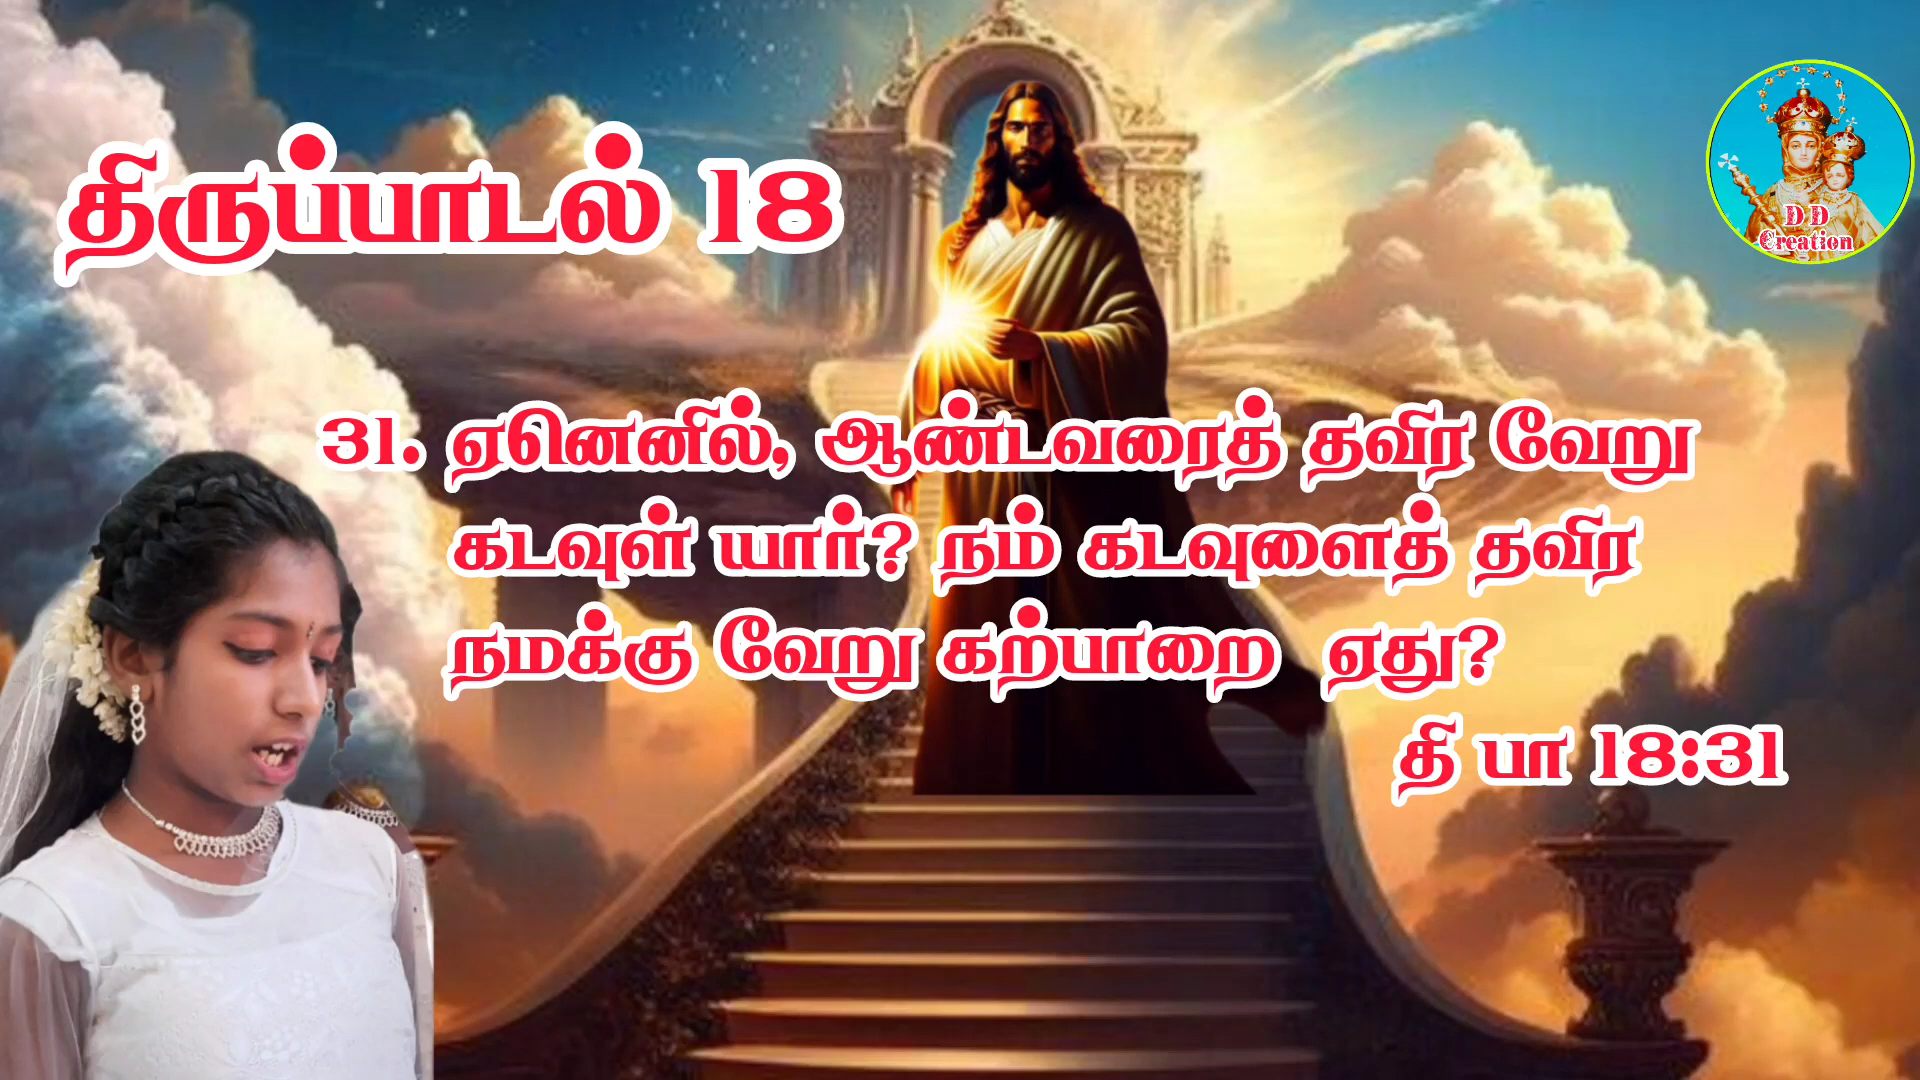 திருப்பாடல் 18
D D
Creation
31. ஏனெனில், ஆண்டவரைத் தவிர வேறு
கடவுள் யார்? நம் கடவுளைத் தவிர
நமக்கு வேறு கற்பாறை ஏது?
தி பா 18:31